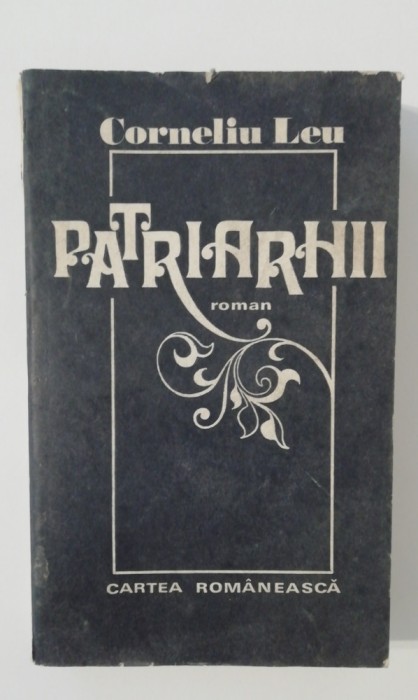 Corneliu Leu
PATRIARHII
roman
CARTEA ROMÂNEASCĂ